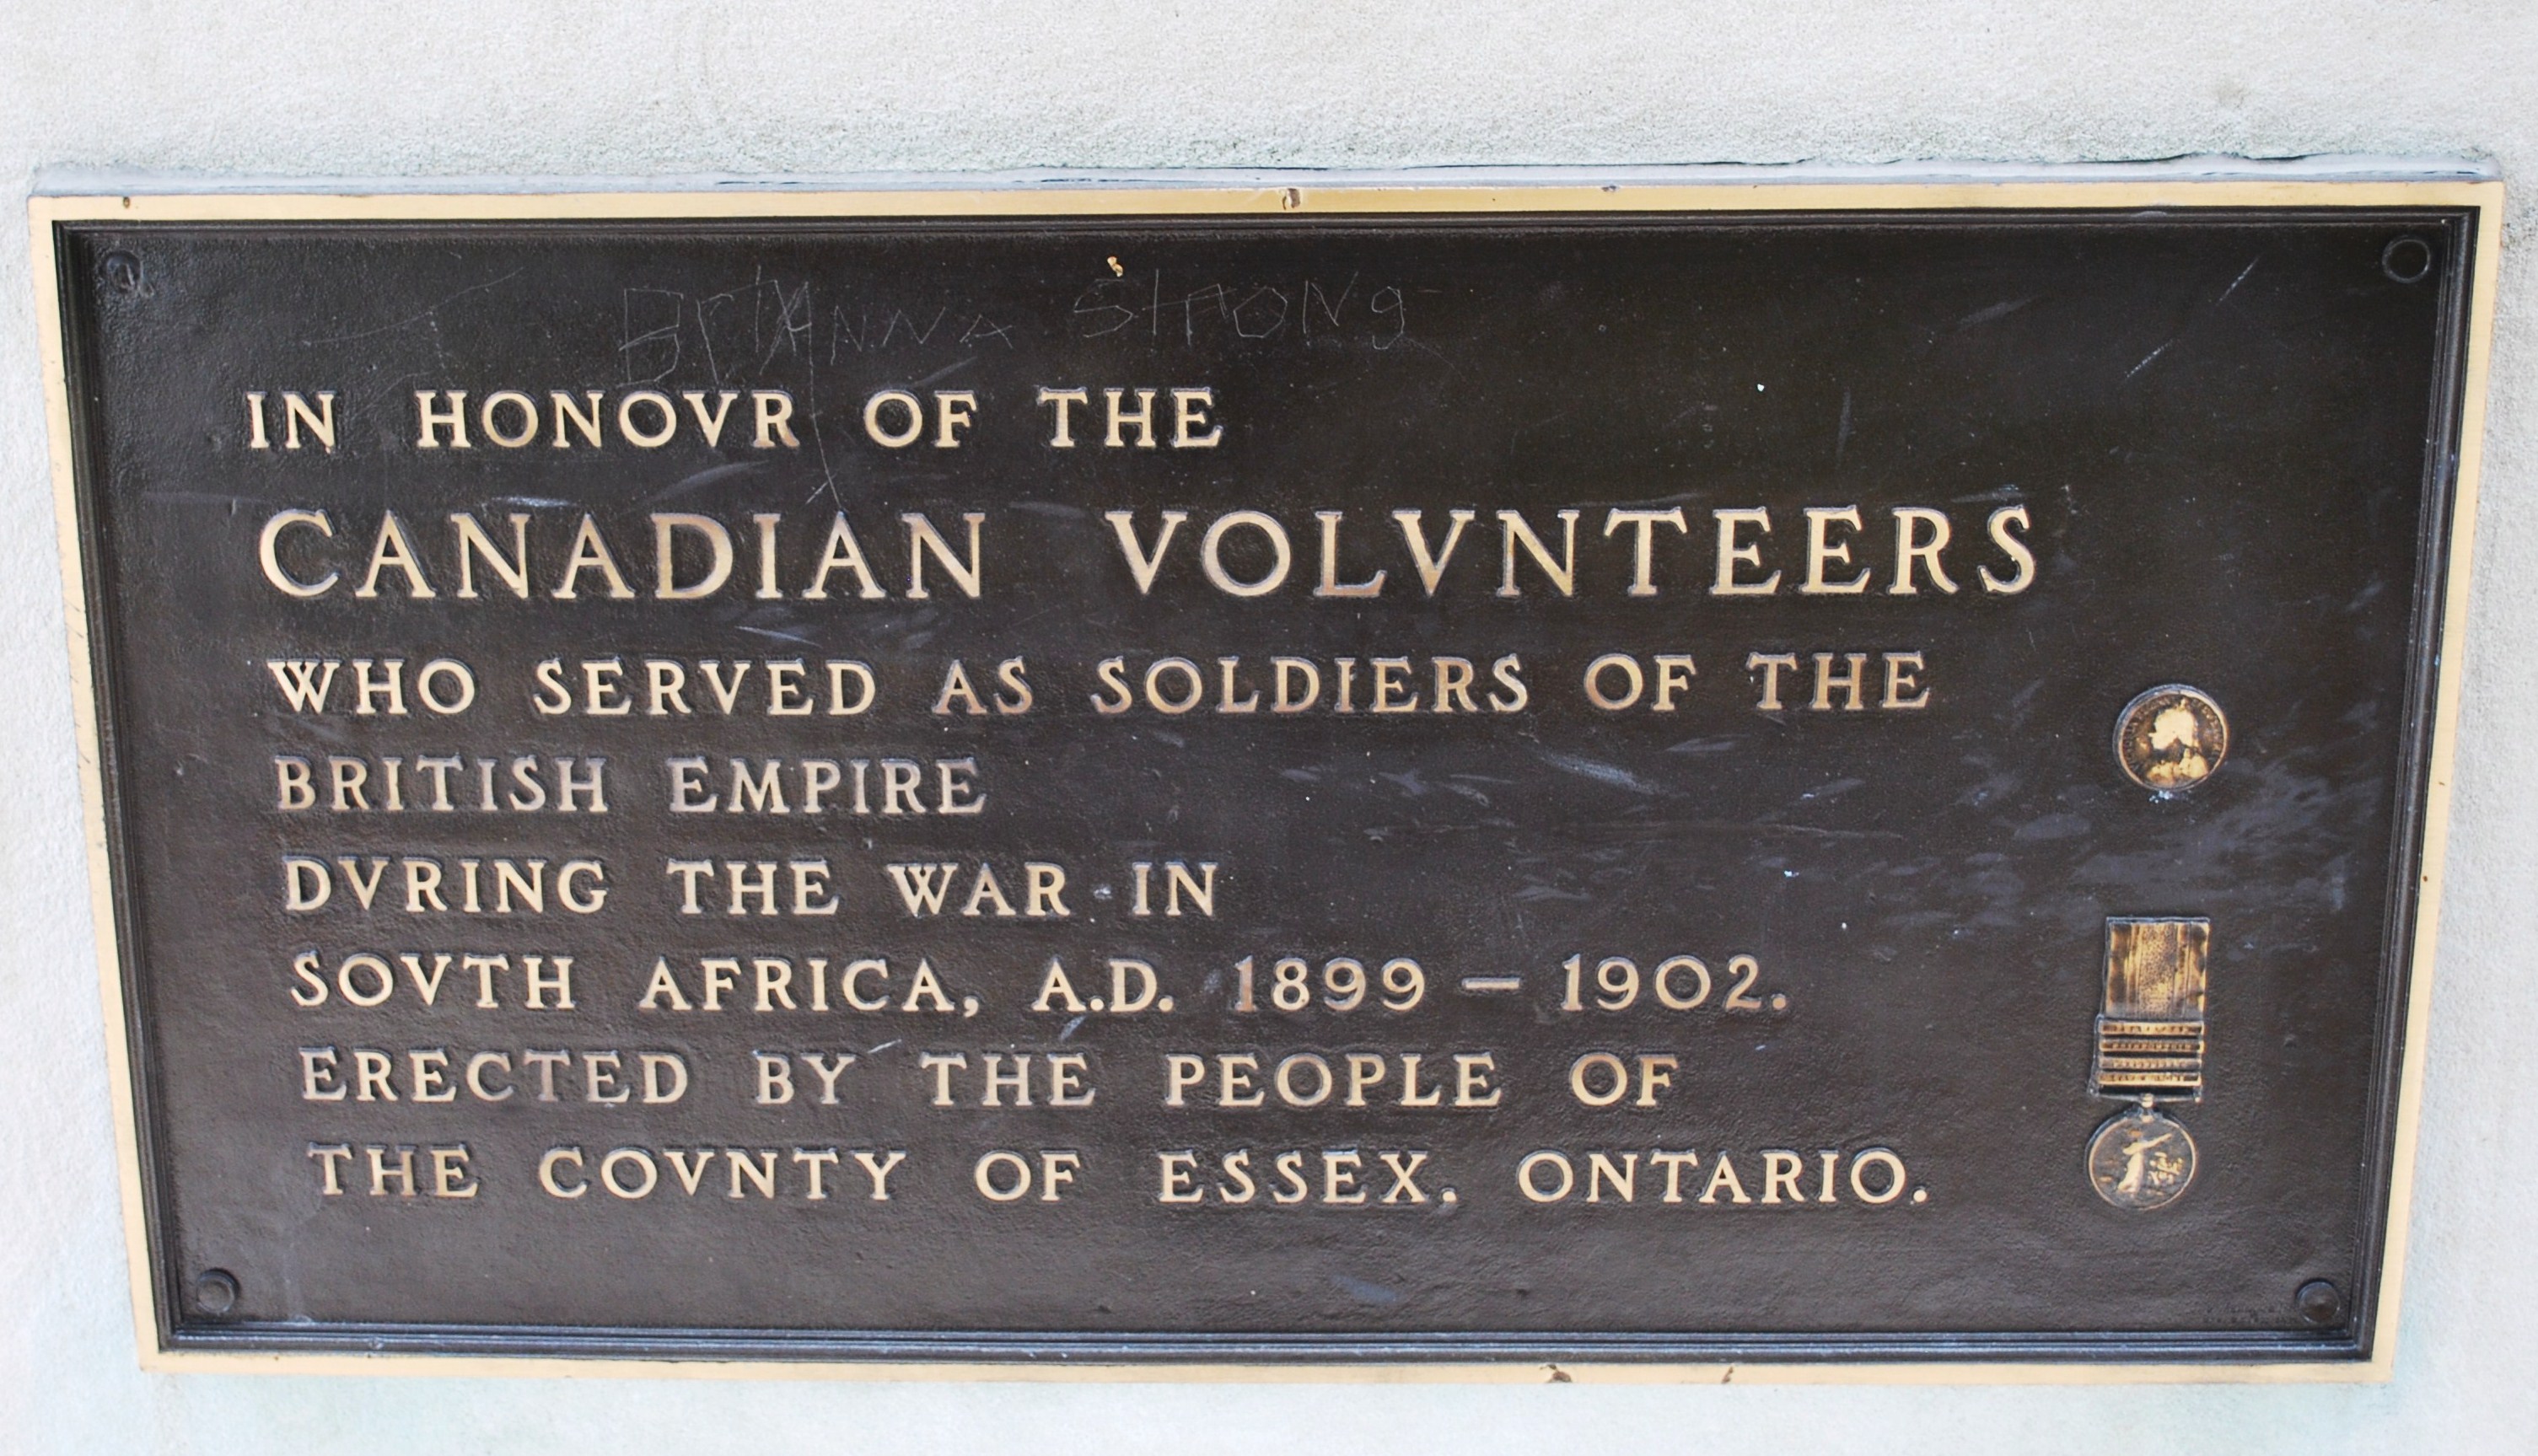 BrIANNA STrONg
IN HONOVR OF THE
CANADIAN VOLVNTEERS
WHO SERVED AS SOLDIERS OF THE
BRITISH EMPIRE
DVRING THE WAR IN
SOVTH AFRICA, A.D. 1899 – 1902.
ERECTED BY THE PEOPLE OF
THE COVNTY OF ESSEX. ONTARIO.